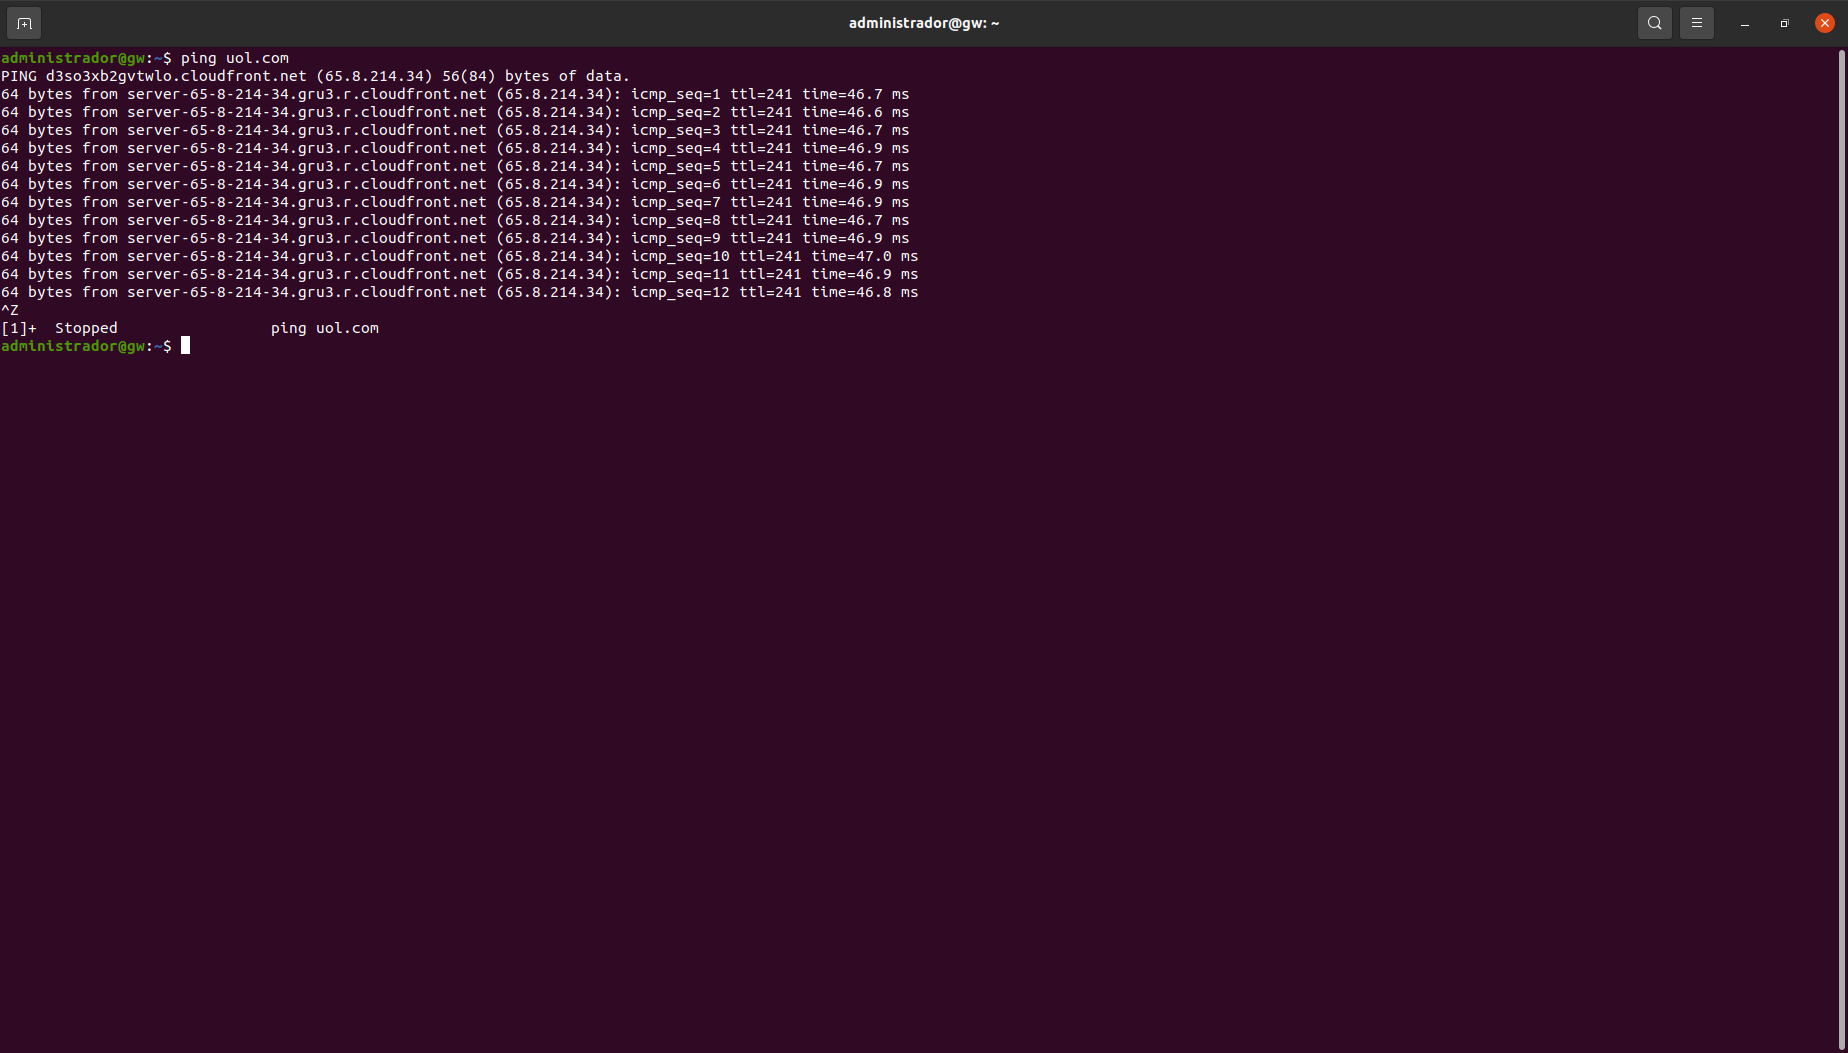 administrador@gw: ~
administrador@gw:~$ ping uol.com
PING d3so3xb2gvtwlo.cloudfront.net (65.8.214.34) 56(84) bytes of data.
64 bytes from server-65-8-214-34.gru3.r.cloudfront.net (65.8.214.34): icmp_seq=1 ttl=241 time=46.7 ms
64 bytes from server-65-8-214-34.gru3.r.cloudfront.net (65.8.214.34): icmp_seq=2 ttl=241 time=46.6 ms
64 bytes from server-65-8-214-34.gru3.r.cloudfront.net (65.8.214.34): icmp_seq=3 ttl=241 time=46.7 ms
64 bytes from server-65-8-214-34.gru3.r.cloudfront.net (65.8.214.34): icmp_seq=4 ttl=241 time=46.9 ms
64 bytes from server-65-8-214-34.gru3.r.cloudfront.net (65.8.214.34): icmp_seq=5 ttl=241 time=46.7 ms
64 bytes from server-65-8-214-34.gru3.r.cloudfront.net (65.8.214.34): icmp_seq=6 ttl=241 time=46.9 ms
64 bytes from server-65-8-214-34.gru3.r.cloudfront.net (65.8.214.34): icmp_seq=7 ttl=241 time=46.9 ms
64 bytes from server-65-8-214-34.gru3.r.cloudfront.net (65.8.214.34): icmp_seq=8 ttl=241 time=46.7 ms
64 bytes from server-65-8-214-34.gru3.r.cloudfront.net (65.8.214.34): icmp_seq=9 ttl=241 time=46.9 ms
64 bytes from server-65-8-214-34.gru3.r.cloudfront.net (65.8.214.34): icmp_seq=10 ttl=241 time=47.0 ms
64 bytes from server-65-8-214-34.gru3.r.cloudfront.net (65.8.214.34): icmp_seq=11 ttl=241 time=46.9 ms
64 bytes from server-65-8-214-34.gru3.r.cloudfront.net (65.8.214.34): icmp_seq=12 ttl=241 time=46.8 ms
^Z
[1]+  Stopped                 ping uol.com
administrador@gw:~$